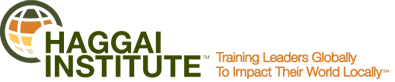 HAGGAI
INSTITUTE™ Training Leaders Globally
To Impact Their World Locally℠